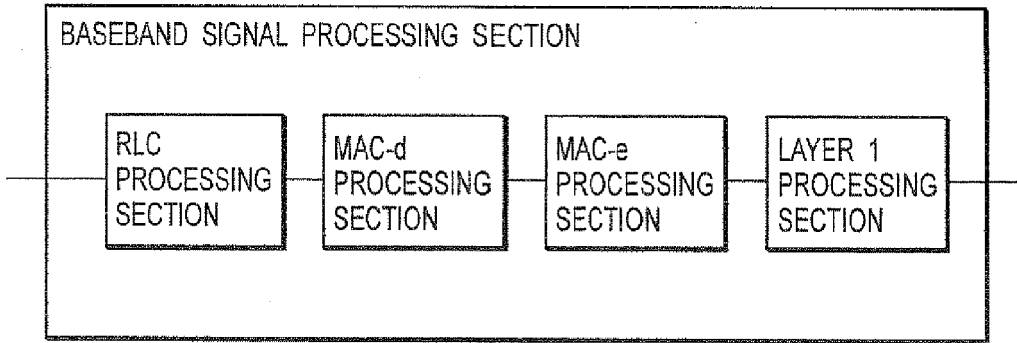 BASEBAND SIGNAL PROCESSING SECTION
RLC
PROCESSING
SECTION
MAC-d
PROCESSING
SECTION
MAC-e
PROCESSING
SECTION
LAYER 1
PROCESSING
SECTION